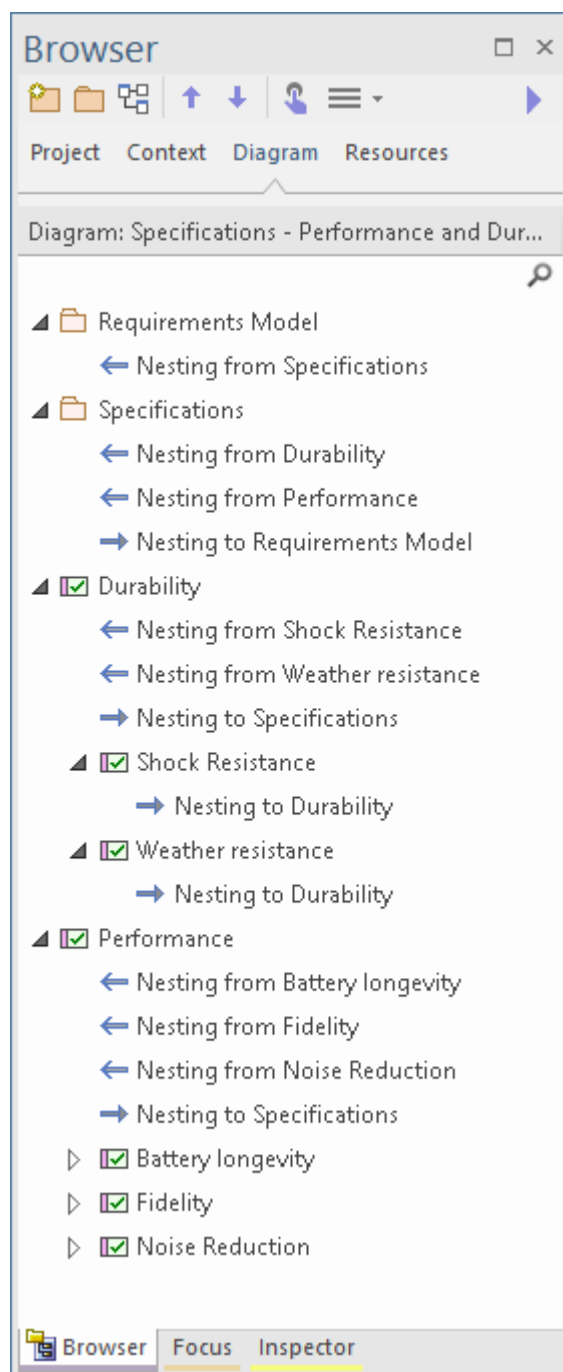 Browser
Project Context Diagram Resources
Diagram: Specifications - Performance and Dur...
Requirements Model
Nesting from Specifications
Specifications
Nesting from Durability
Nesting from Performance
Nesting to Requirements Model
Durability
Nesting from Shock Resistance
Nesting from Weather resistance
Nesting to Specifications
Shock Resistance
Nesting to Durability
Weather resistance
Nesting to Durability
Performance
Nesting from Battery longevity
Nesting from Fidelity
Nesting from Noise Reduction
Nesting to Specifications
Battery longevity
Fidelity
Noise Reduction
Browser Focus Inspector